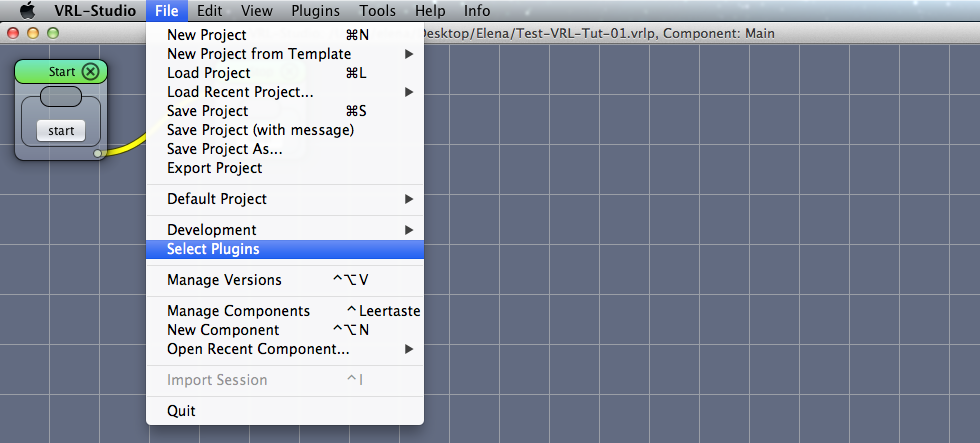 VRL-Studio File Edit View Plugins Tools Help Info
Desktop/Elena/Test-VRL-Tut-01.vrlp, Component: Main
Start
start
New Project ⌘N
New Project from Template ▶
Load Project ⌘L
Load Recent Project... ▶
Save Project ⌘S
Save Project (with message)
Save Project As...
Export Project
Default Project ▶
Development ▶
Select Plugins
Manage Versions ^⌥V
Manage Components ^Leertaste
New Component ^⌥N
Open Recent Component... ▶
Import Session ^I
Quit